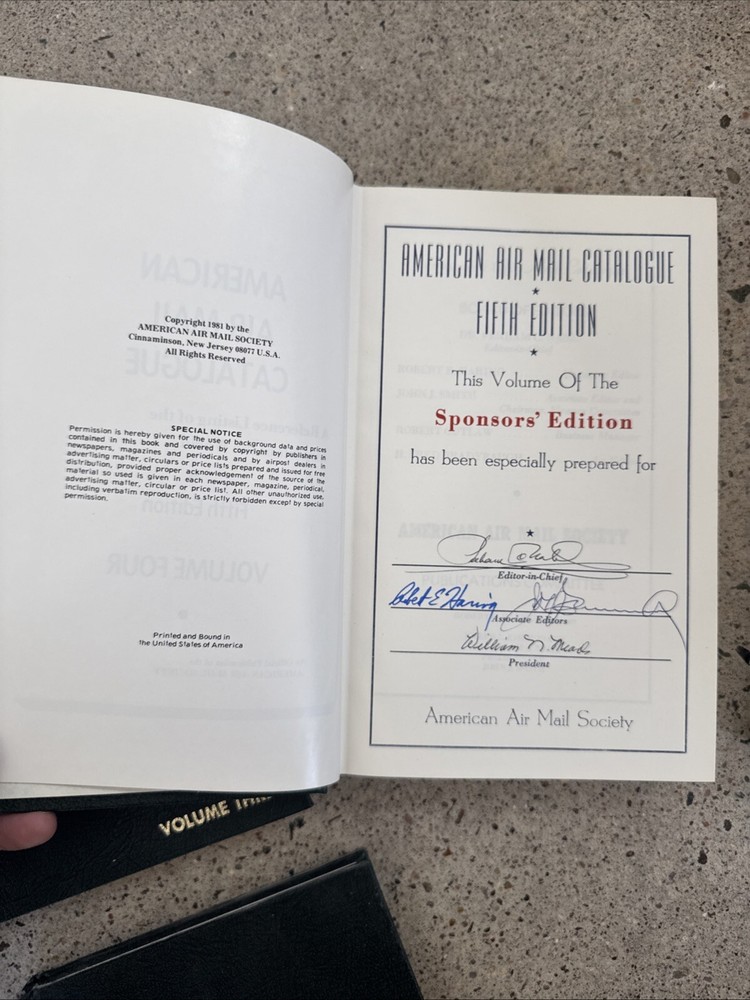 Copyright 1981 by the
AMERICAN AIR MAIL SOCIETY
Cinnaminson, New Jersey 08077 U.S.A.
All Rights Reserved
SPECIAL NOTICE
Permission is hereby given for the use of background data and prices
contained in this book and covered by copyright by publishers in
newspapers, magazines and periodicals and by airpost dealers in
advertising matter, circulars or price lists prepared and issued for free
distribution, provided proper acknowledgement of the source of the
material so used is given in each newspaper, magazine, periodical,
advertising matter, circular or price list. All other unauthorized use,
including verbatim reproduction, is strictly forbidden except by special
permission.
Printed and Bound in
the United States of America
AMERICAN AIR MAIL CATALOGUE
FIFTH EDITION
This Volume Of The
Sponsors' Edition
has been especially prepared for
Editor-in-Chief
E. Haring
Associate Editors
William N. Meads
President
American Air Mail Society
VOLUME